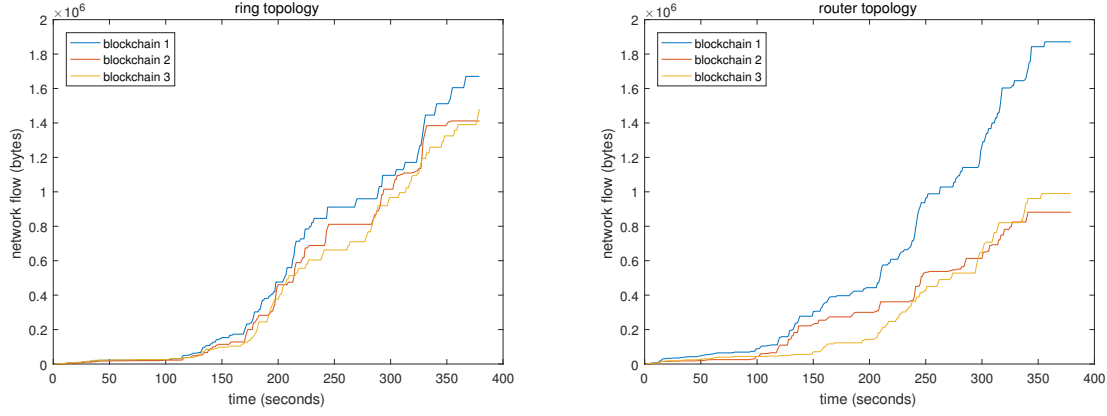 ring topology
×10^6
2
1.8
1.6
1.4
1.2
1
0.8
0.6
0.4
0.2
0
network flow (bytes)
blockchain 1
blockchain 2
blockchain 3
0 50 100 150 200 250 300 350 400
time (seconds)
router topology
×10^6
2
1.8
1.6
1.4
1.2
1
0.8
0.6
0.4
0.2
0
network flow (bytes)
blockchain 1
blockchain 2
blockchain 3
0 50 100 150 200 250 300 350 400
time (seconds)